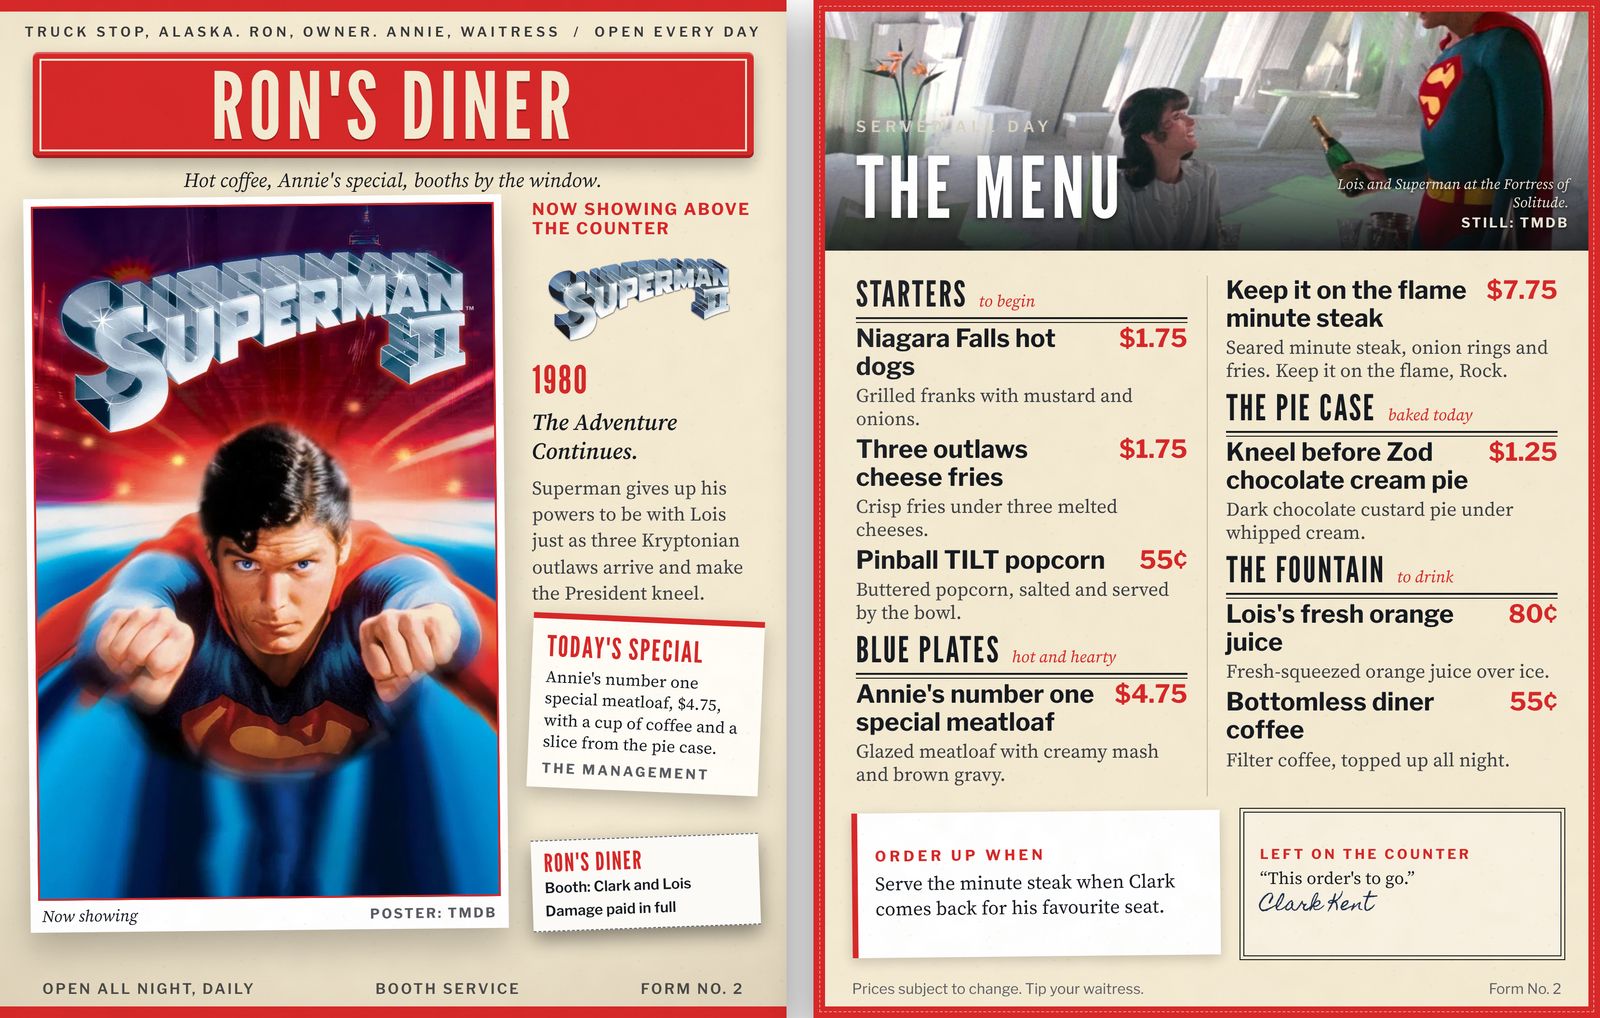 TRUCK STOP, ALASKA. RON, OWNER. ANNIE, WAITRESS / OPEN EVERY DAY
RON'S DINER
Hot coffee, Annie's special, booths by the window.
SUPERMAN
II
™
Now showing
POSTER: TMDB
NOW SHOWING ABOVE
THE COUNTER
SUPERMAN
II
1980
The Adventure
Continues.
Superman gives up his
powers to be with Lois
just as three Kryptonian
outlaws arrive and make
the President kneel.
TODAY'S SPECIAL
Annie's number one
special meatloaf, $4.75,
with a cup of coffee and a
slice from the pie case.
THE MANAGEMENT
RON'S DINER
Booth: Clark and Lois
Damage paid in full
OPEN ALL NIGHT, DAILY
BOOTH SERVICE
FORM NO. 2
SERVED ALL DAY
THE MENU
Lois and Superman at the Fortress of
Solitude.
STILL: TMDB
STARTERS to begin
Niagara Falls hot $1.75
dogs
Grilled franks with mustard and
onions.
Three outlaws $1.75
cheese fries
Crisp fries under three melted
cheeses.
Pinball TILT popcorn 55¢
Buttered popcorn, salted and served
by the bowl.
BLUE PLATES hot and hearty
Annie's number one $4.75
special meatloaf
Glazed meatloaf with creamy mash
and brown gravy.
Keep it on the flame $7.75
minute steak
Seared minute steak, onion rings and
fries. Keep it on the flame, Rock.
THE PIE CASE baked today
Kneel before Zod $1.25
chocolate cream pie
Dark chocolate custard pie under
whipped cream.
THE FOUNTAIN to drink
Lois's fresh orange 80¢
juice
Fresh-squeezed orange juice over ice.
Bottomless diner 55¢
coffee
Filter coffee, topped up all night.
ORDER UP WHEN
Serve the minute steak when Clark
comes back for his favourite seat.
LEFT ON THE COUNTER
“This order's to go.”
Clark Kent
Prices subject to change. Tip your waitress.
Form No. 2